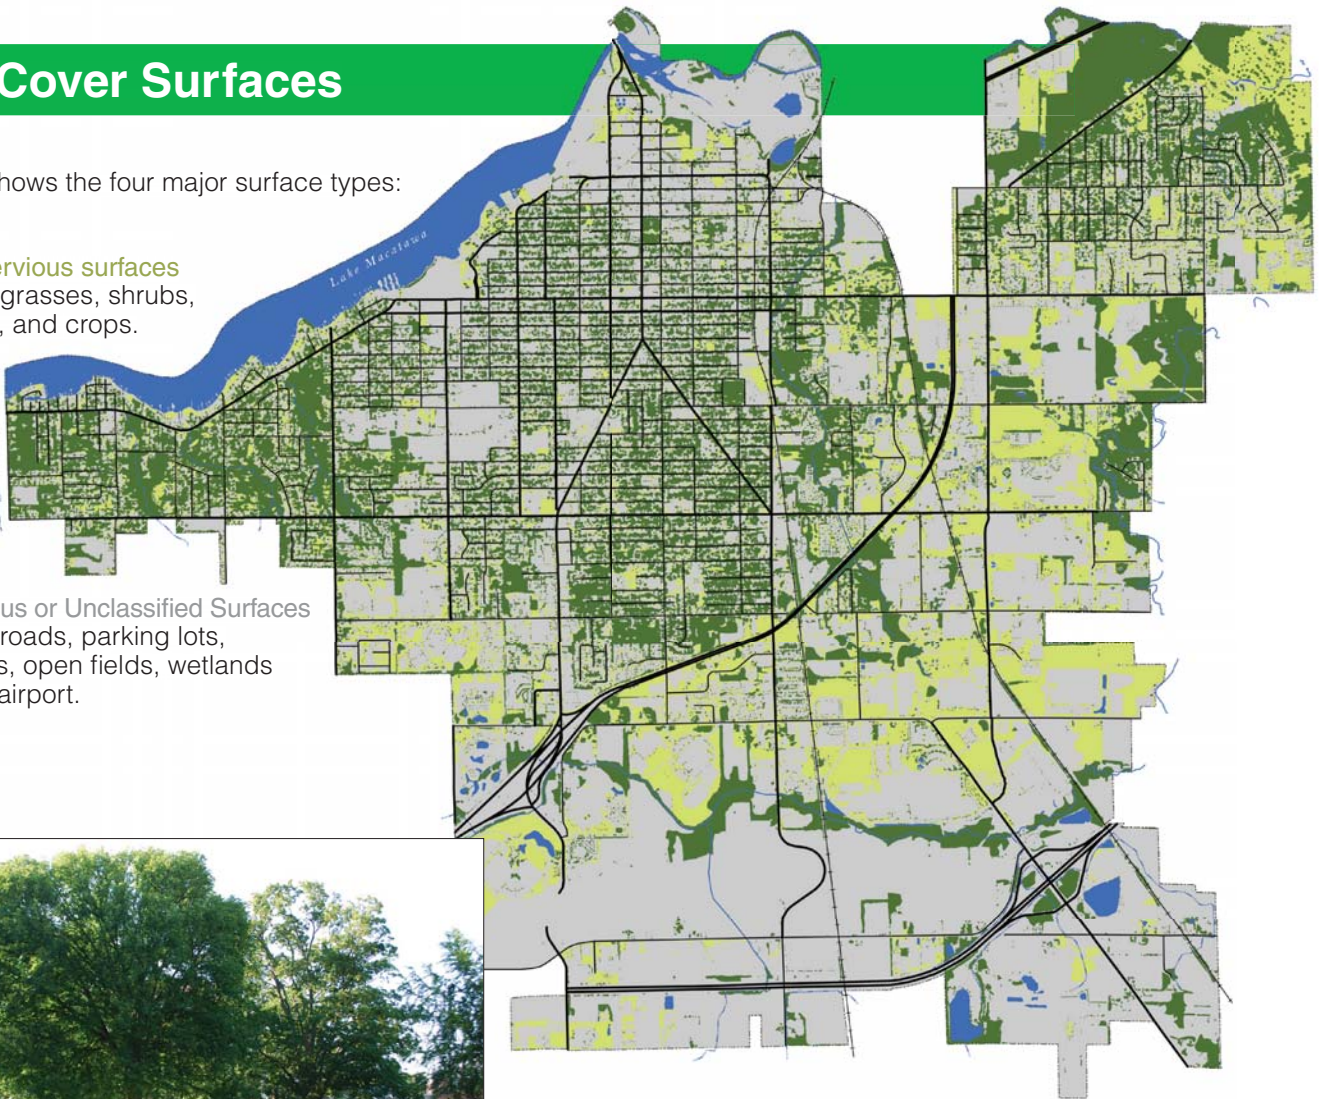 Cover Surfaces
hows the four major surface types:
ervious surfaces
grasses, shrubs,
, and crops.
Lake Macatawa
us or Unclassified Surfaces
roads, parking lots,
s, open fields, wetlands
airport.